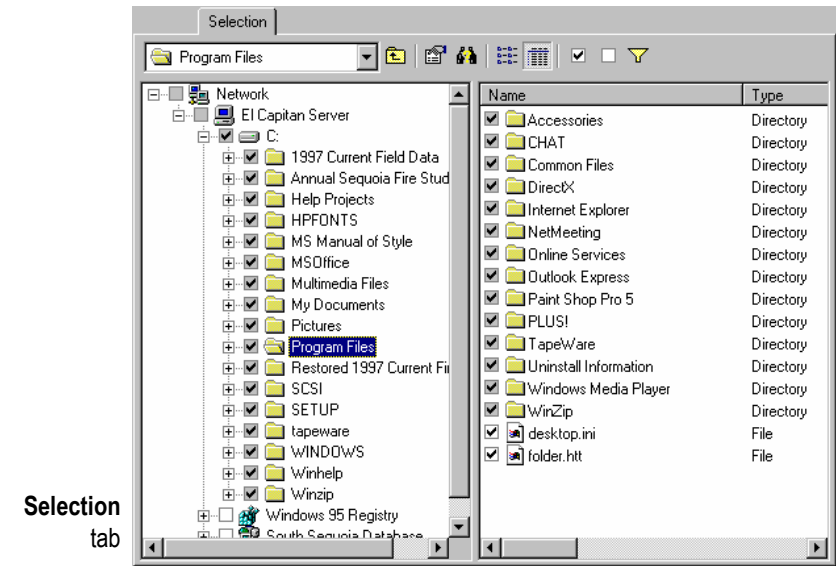 Selection
Program Files
Network
El Capitan Server
C:
1997 Current Field Data
Annual Sequoia Fire Stud
Help Projects
HPFONTS
MS Manual of Style
MSOffice
Multimedia Files
My Documents
Pictures
Program Files
Restored 1997 Current Fi
SCSI
SETUP
tapeware
WINDOWS
Winhelp
Winzip
Windows 95 Registry
South Sequoia Database
Name Type
Accessories Directory
CHAT Directory
Common Files Directory
DirectX Directory
Internet Explorer Directory
NetMeeting Directory
Online Services Directory
Outlook Express Directory
Paint Shop Pro 5 Directory
PLUS! Directory
TapeWare Directory
Uninstall Information Directory
Windows Media Player Directory
WinZip Directory
desktop.ini File
folder.htt File
Selection
tab